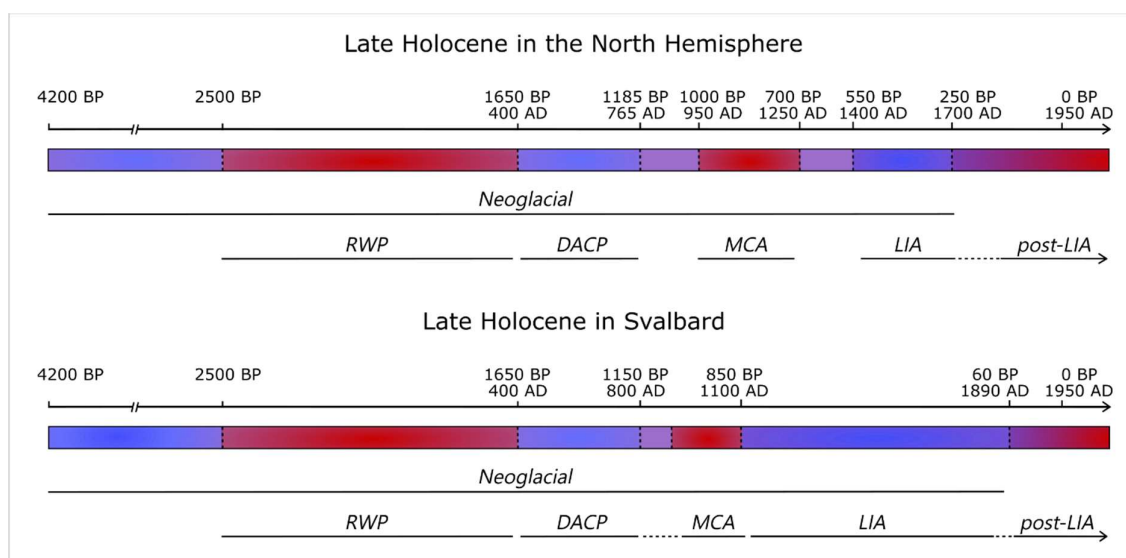 Late Holocene in the North Hemisphere
4200 BP 2500 BP 1650 BP 1185 BP 1000 BP 700 BP 550 BP 250 BP 0 BP
400 AD 765 AD 950 AD 1250 AD 1400 AD 1700 AD 1950 AD
Neoglacial
RWP DACP MCA LIA post-LIA
Late Holocene in Svalbard
4200 BP 2500 BP 1650 BP 1150 BP 850 BP 60 BP 0 BP
400 AD 800 AD 1100 AD 1890 AD 1950 AD
Neoglacial
RWP DACP MCA LIA post-LIA